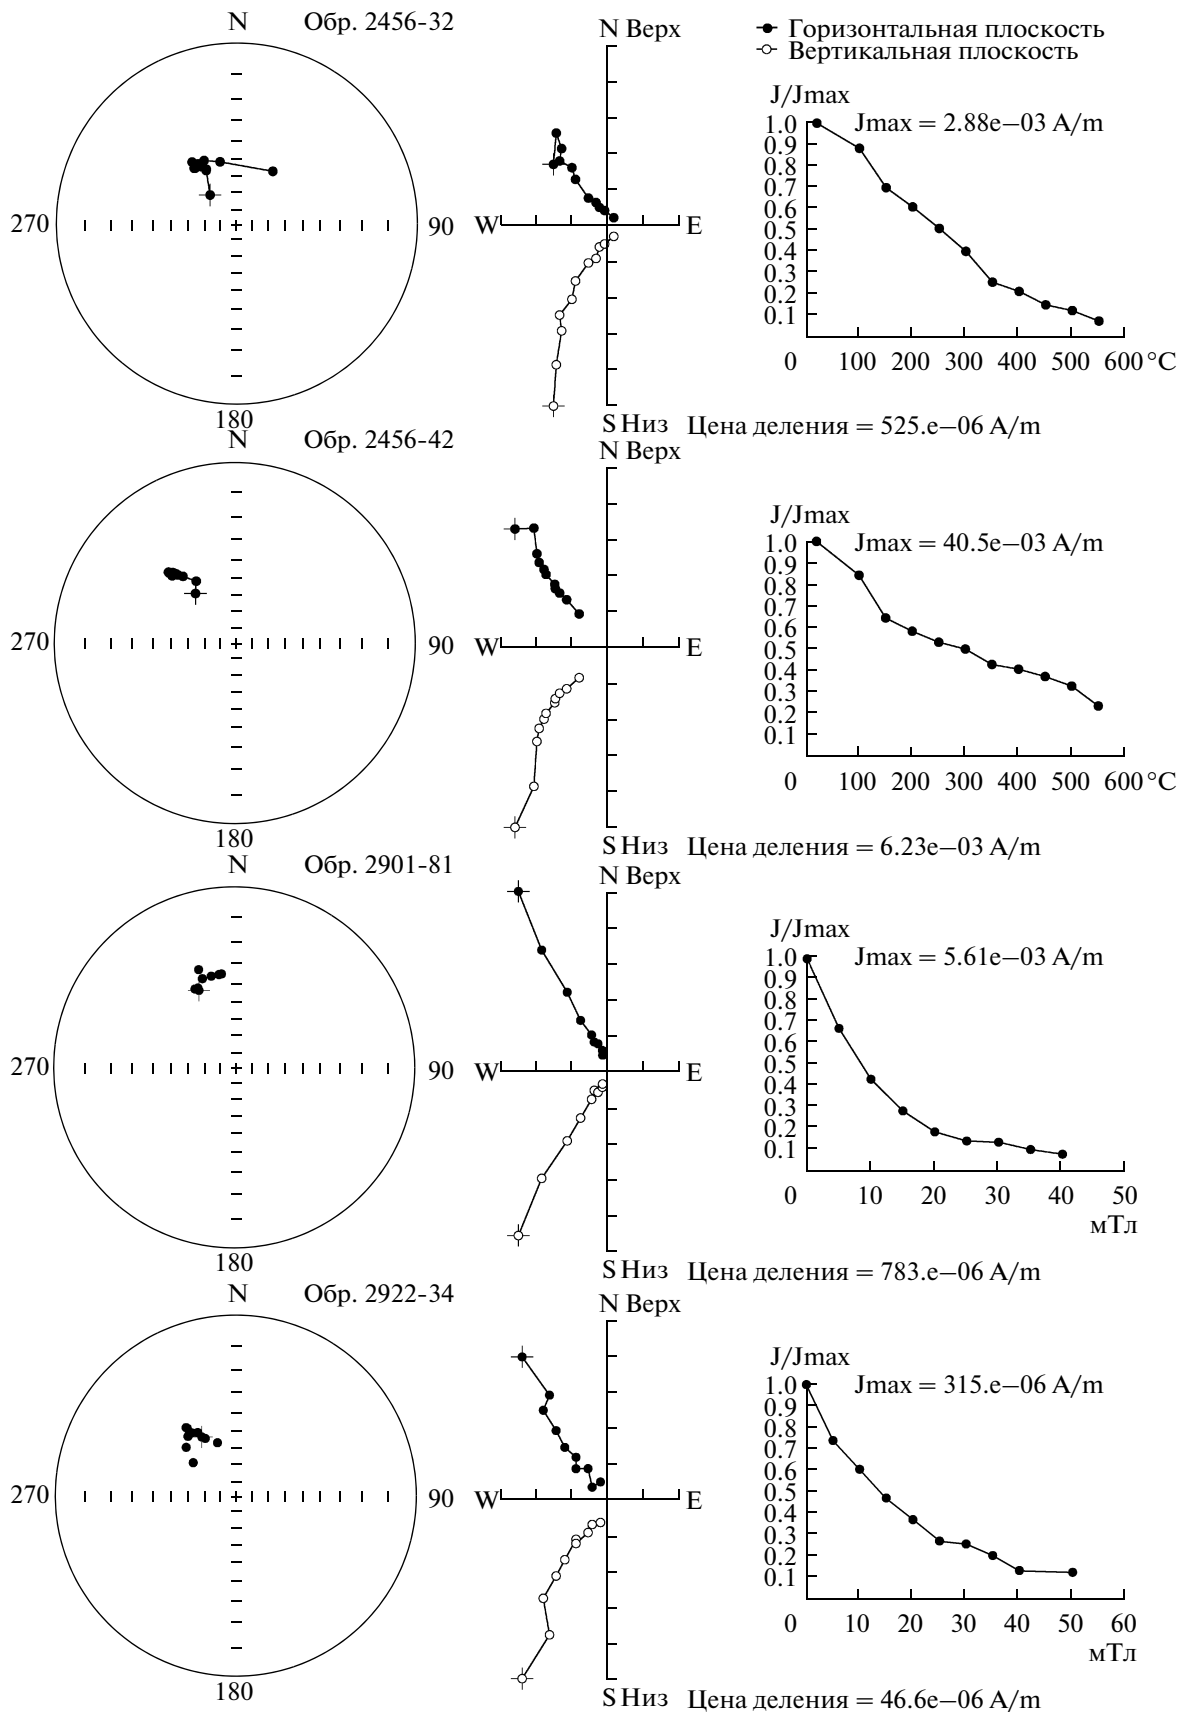 N
Обр. 2456-32
270
90
180
N Верх
W
E
S Низ
Горизонтальная плоскость
Вертикальная плоскость
J/Jmax
Jmax = 2.88e–03 A/m
1.0
0.9
0.8
0.7
0.6
0.5
0.4
0.3
0.2
0.1
0 100 200 300 400 500 600 °C
Цена деления = 525.e–06 A/m
N
Обр. 2456-42
270
90
180
N Верх
W
E
S Низ
J/Jmax
Jmax = 40.5e–03 A/m
1.0
0.9
0.8
0.7
0.6
0.5
0.4
0.3
0.2
0.1
0 100 200 300 400 500 600 °C
Цена деления = 6.23e–03 A/m
N
Обр. 2901-81
270
90
180
N Верх
W
E
S Низ
J/Jmax
Jmax = 5.61e–03 A/m
1.0
0.9
0.8
0.7
0.6
0.5
0.4
0.3
0.2
0.1
0 10 20 30 40 50
мТл
Цена деления = 783.e–06 A/m
N
Обр. 2922-34
270
90
180
N Верх
W
E
S Низ
J/Jmax
Jmax = 315.e–06 A/m
1.0
0.9
0.8
0.7
0.6
0.5
0.4
0.3
0.2
0.1
0 10 20 30 40 50 60
мТл
Цена деления = 46.6e–06 A/m